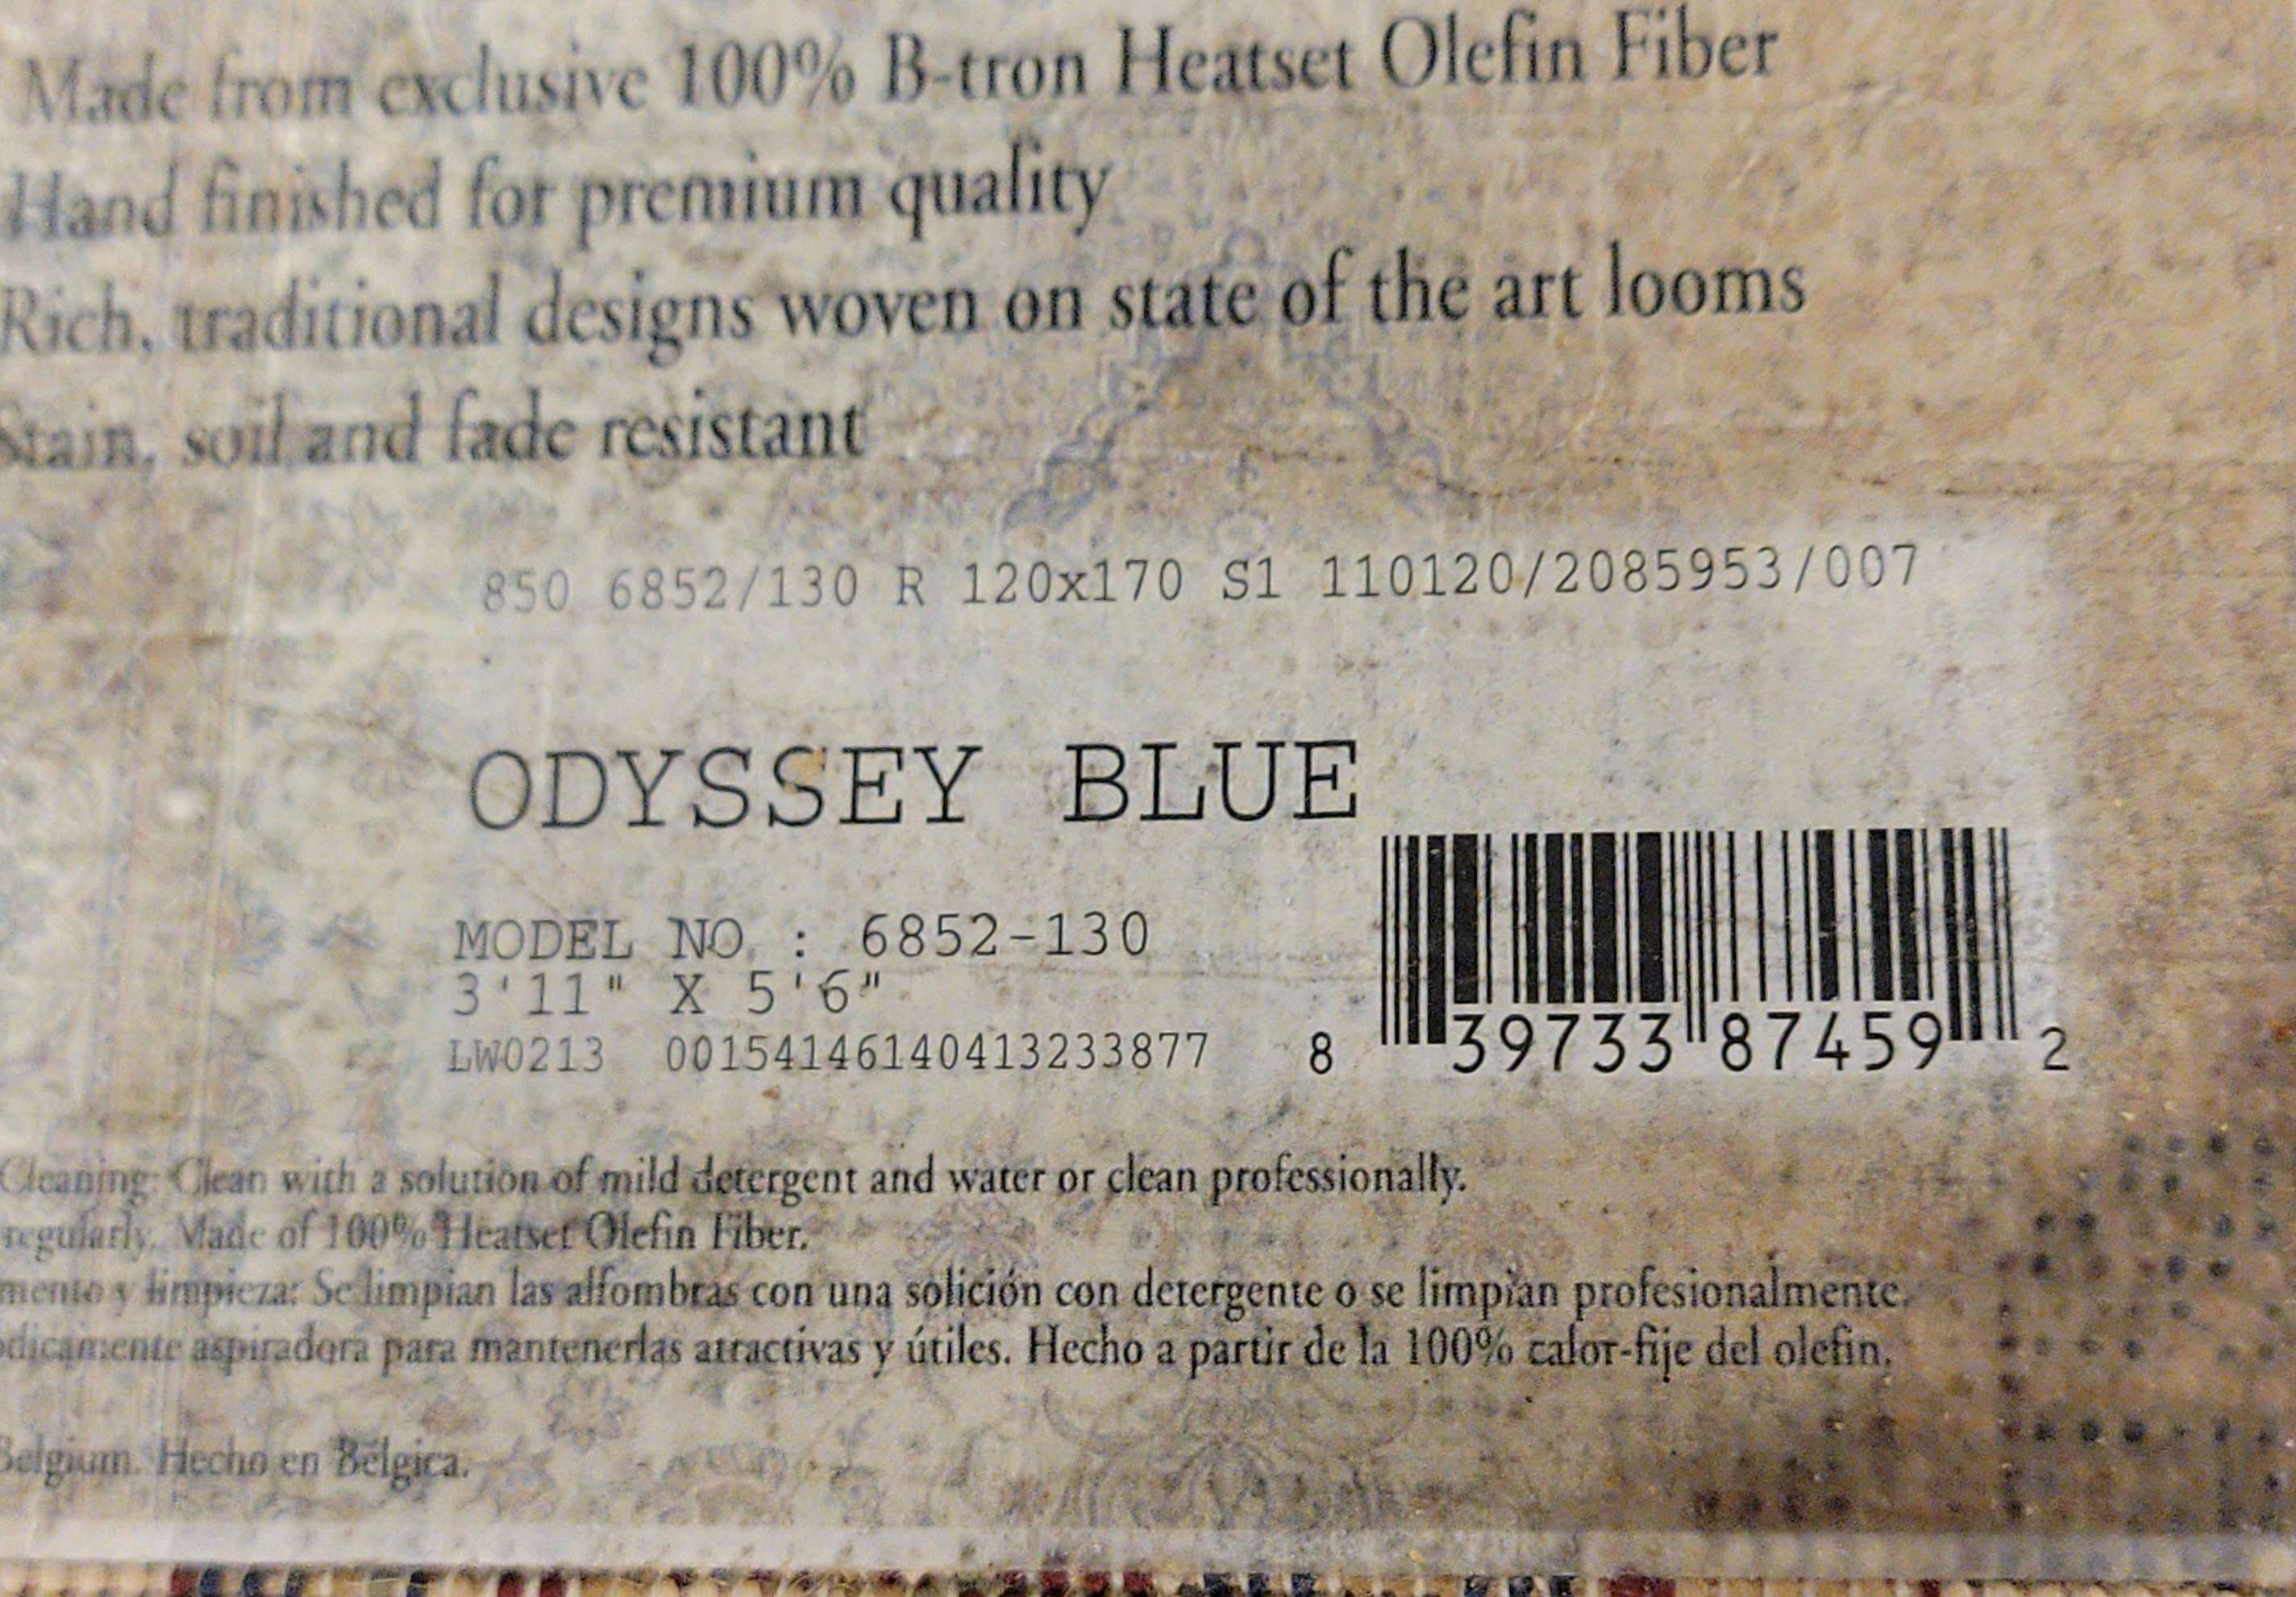 Made from exclusive 100% B-tron Heatset Olefin Fiber
Hand finished for premium quality
Rich, traditional designs woven on state of the art looms
Stain, soil and fade resistant
850 6852/130 R 120x170 S1 110120/2085953/007
ODYSSEY BLUE
MODEL NO : 6852-130
3'11" X 5'6"
LW0213 00154146140413233877
8 39733 87459 2
Cleaning: Clean with a solution of mild detergent and water or clean professionally.
regularly. Made of 100% Heatset Olefin Fiber.
mento y limpieza: Se limpian las alfombras con una solición con detergente o se limpian profesionalmente.
odicamente aspiradora para mantenerlas atractivas y útiles. Hecho a partir de la 100% calor-fije del olefin.
Belgium. Hecho en Bélgica.